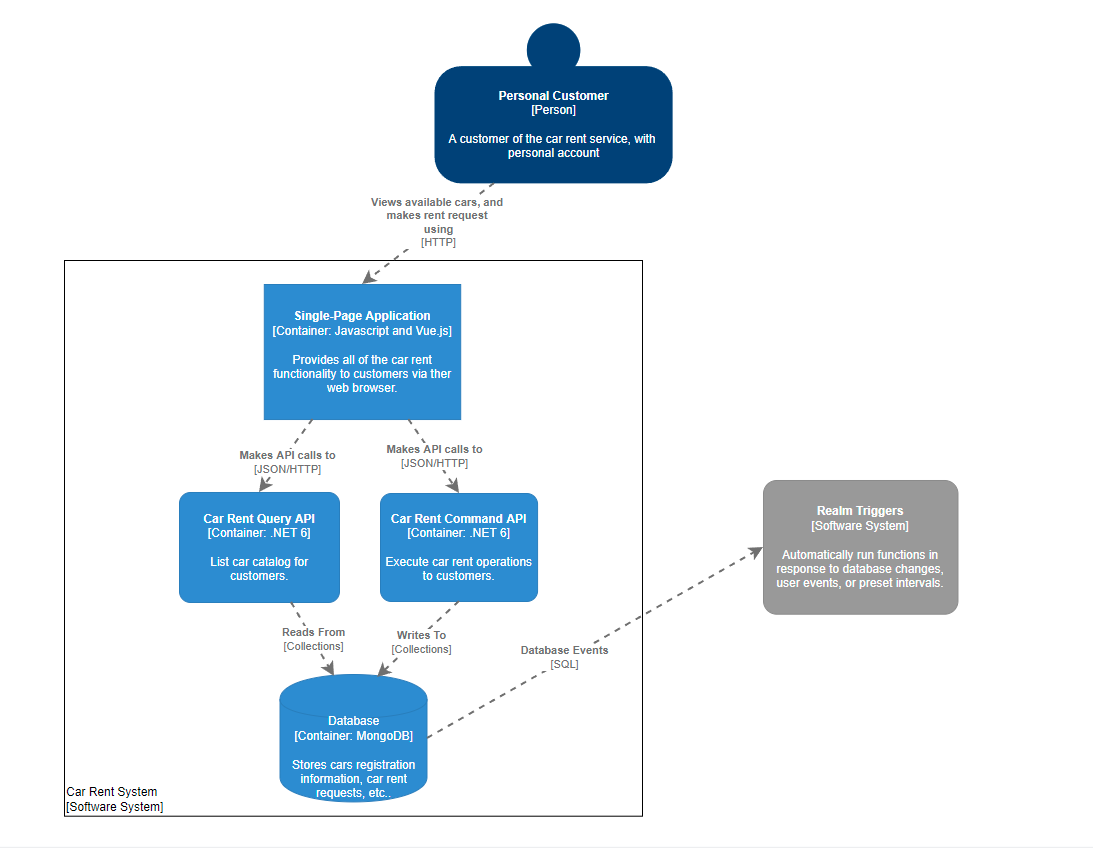 Personal Customer
[Person]
A customer of the car rent service, with
personal account
Views available cars, and
makes rent request
using
[HTTP]
Single-Page Application
[Container: Javascript and Vue.js]
Provides all of the car rent
functionality to customers via ther
web browser.
Makes API calls to
[JSON/HTTP]
Makes API calls to
[JSON/HTTP]
Car Rent Query API
[Container: .NET 6]
List car catalog for
customers.
Car Rent Command API
[Container: .NET 6]
Execute car rent operations
to customers.
Realm Triggers
[Software System]
Automatically run functions in
response to database changes,
user events, or preset intervals.
Reads From
[Collections]
Writes To
[Collections]
Database Events
[SQL]
Database
[Container: MongoDB]
Stores cars registration
information, car rent
requests, etc..
Car Rent System
[Software System]